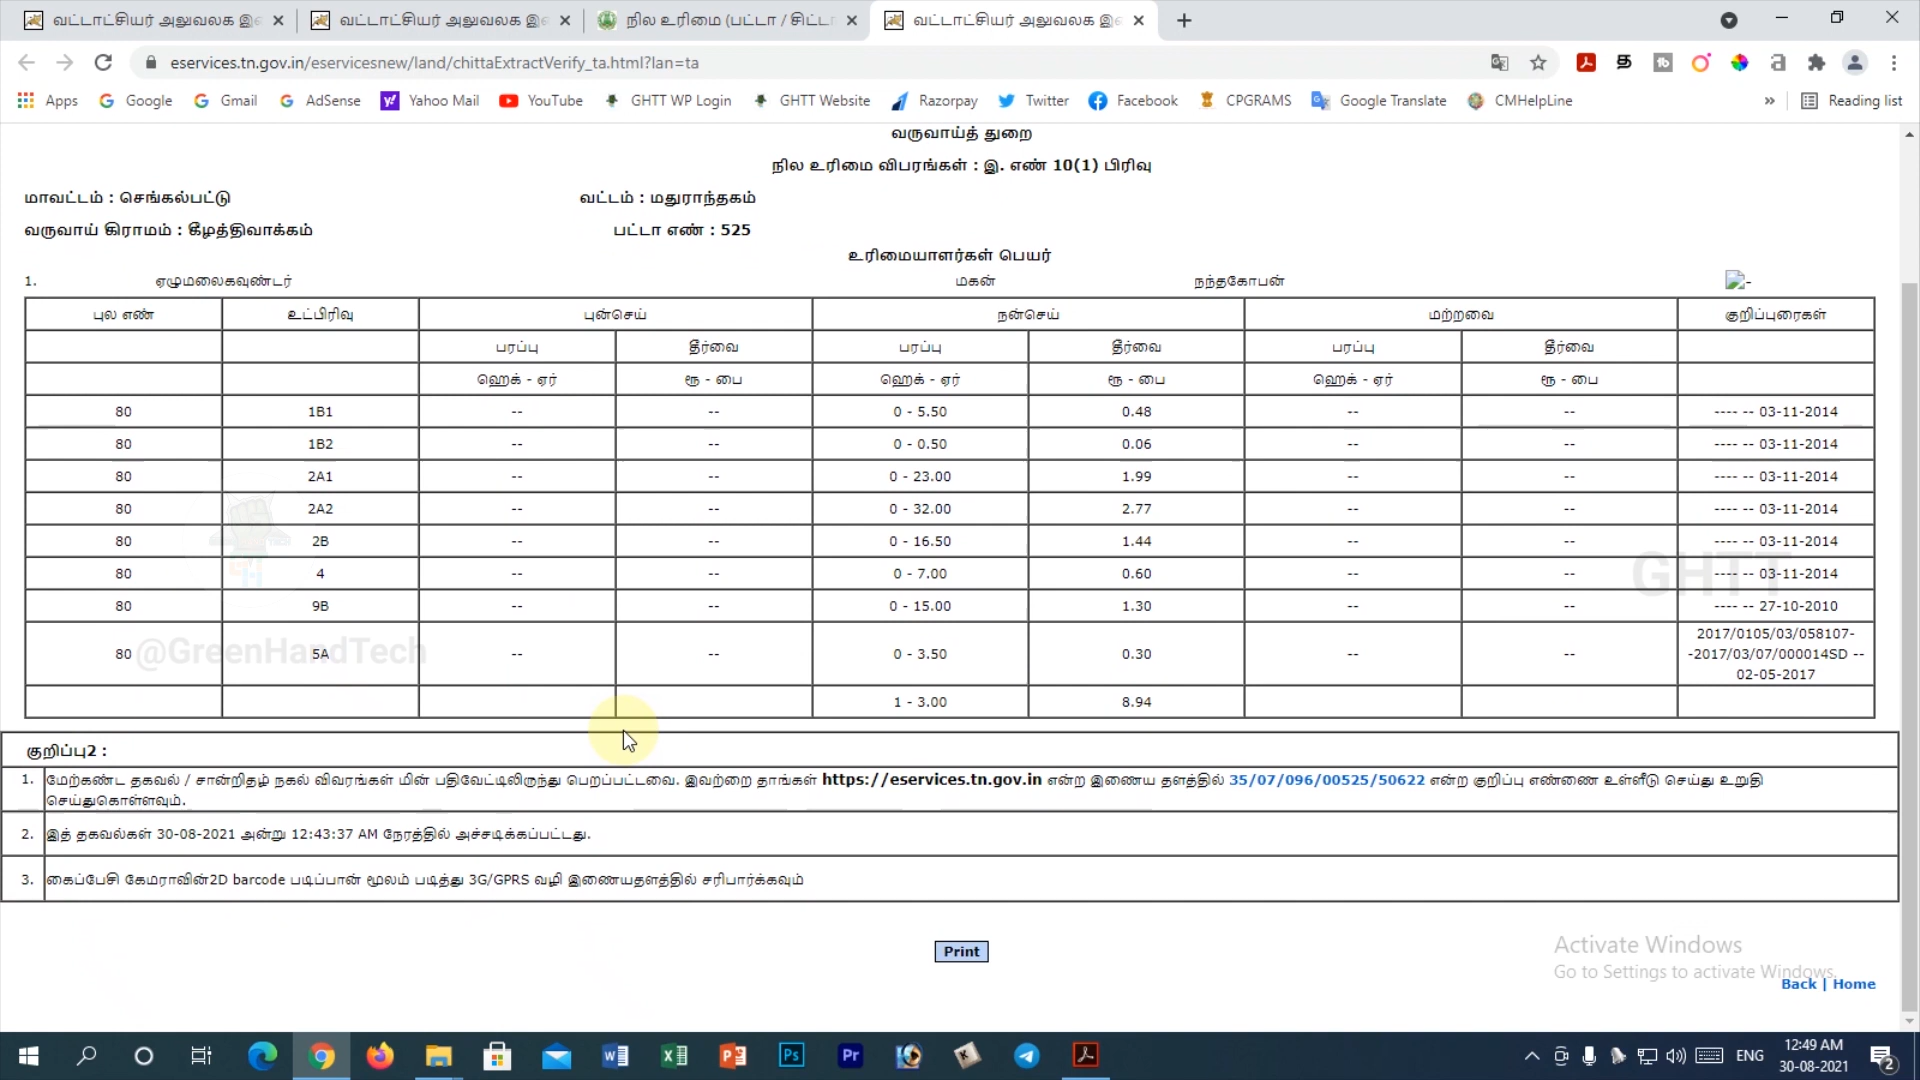 வட்டாட்சியர் அலுவலக இ
வட்டாட்சியர் அலுவலக இ
நில உரிமை (பட்டா / சிட்டா
வட்டாட்சியர் அலுவலக இ
eservices.tn.gov.in/eservicesnew/land/chittaExtractVerify_ta.html?lan=ta
Apps Google Gmail AdSense Yahoo Mail YouTube GHTT WP Login GHTT Website Razorpay Twitter Facebook CPGRAMS Google Translate CMHelpLine » Reading list
வருவாய்த் துறை
நில உரிமை விபரங்கள் : இ. எண் 10(1) பிரிவு
மாவட்டம் : செங்கல்பட்டு வட்டம் : மதுராந்தகம்
வருவாய் கிராமம் : கீழத்திவாக்கம் பட்டா எண் : 525
உரிமையாளர்கள் பெயர்
1. ஏழுமலைகவுண்டர் மகன் நந்தகோபன் -
புல எண் உட்பிரிவு புன்செய் நன்செய் மற்றவை குறிப்புரைகள்
பரப்பு தீர்வை பரப்பு தீர்வை பரப்பு தீர்வை
ஹெக் - ஏர் ரூ - பை ஹெக் - ஏர் ரூ - பை ஹெக் - ஏர் ரூ - பை
80 1B1 -- -- 0 - 5.50 0.48 -- -- ---- -- 03-11-2014
80 1B2 -- -- 0 - 0.50 0.06 -- -- ---- -- 03-11-2014
80 2A1 -- -- 0 - 23.00 1.99 -- -- ---- -- 03-11-2014
80 2A2 -- -- 0 - 32.00 2.77 -- -- ---- -- 03-11-2014
80 2B -- -- 0 - 16.50 1.44 -- -- ---- -- 03-11-2014
80 4 -- -- 0 - 7.00 0.60 -- -- ---- -- 03-11-2014
GHTT
80 9B -- -- 0 - 15.00 1.30 -- -- ---- -- 27-10-2010
80 5A -- -- 0 - 3.50 0.30 -- -- 2017/0105/03/058107-
-2017/03/07/000014SD --
02-05-2017
@GreenHandTech
1 - 3.00 8.94
குறிப்பு2 :
1. மேற்கண்ட தகவல் / சான்றிதழ் நகல் விவரங்கள் மின் பதிவேட்டிலிருந்து பெறப்பட்டவை. இவற்றை தாங்கள் https://eservices.tn.gov.in என்ற இணைய தளத்தில் 35/07/096/00525/50622 என்ற குறிப்பு எண்ணை உள்ளீடு செய்து உறுதி
செய்துகொள்ளவும்.
2. இத் தகவல்கள் 30-08-2021 அன்று 12:43:37 AM நேரத்தில் அச்சடிக்கப்பட்டது.
3. கைப்பேசி கேமராவின்2D barcode படிப்பான் மூலம் படித்து 3G/GPRS வழி இணையதளத்தில் சரிபார்க்கவும்
Print
Activate Windows
Go to Settings to activate Windows.
Back | Home
ENG
12:49 AM
30-08-2021
2